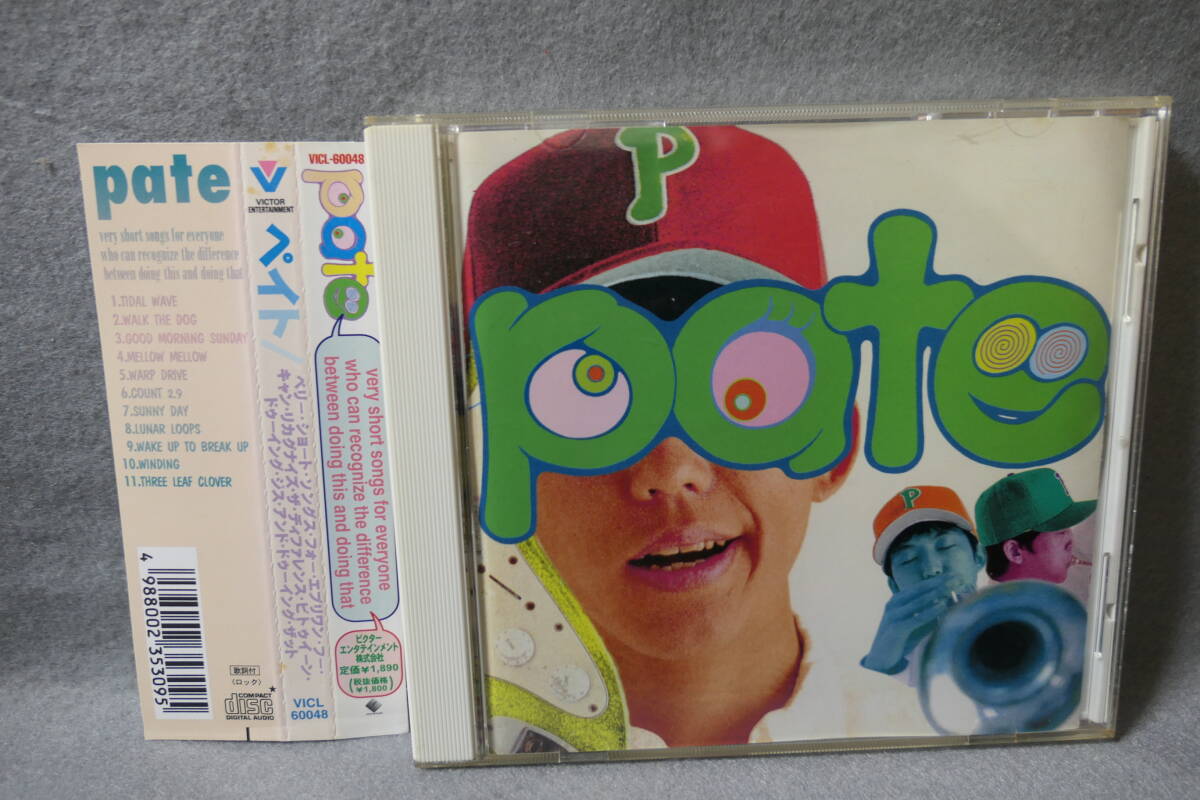 pate
very short songs for everyone
who can recognize the difference
between doing this and doing that
1.TIDAL WAVE
2.WALK THE DOG
3.GOOD MORNING SUNDAY
4.MELLOW MELLOW
5.WARP DRIVE
6.COUNT 2.9
7.SUNNY DAY
8.LUNAR LOOPS
9.WAKE UP TO BREAK UP
10.WINDING
11.THREE LEAF CLOVER
4 988002 353095
歌詞付
(ロック)
COMPACT
disc
DIGITAL AUDIO
VICTOR
ENTERTAINMENT
ペイト/
ベリー・ショート・ソングス・フォー・エブリワン・フー・
キャン・リカグナイズ・ザ・ディファレンス・ビトウィーン・
ドゥーイング・ジス・アンド・ドゥーイング・ザット
VICL
60048
VICL-60048
pate
very short songs for everyone
who can recognize the difference
between doing this and doing that
ビクター
エンタテインメント
株式会社
定価¥1,890
(税抜価格
¥1,800)
P
pate
P